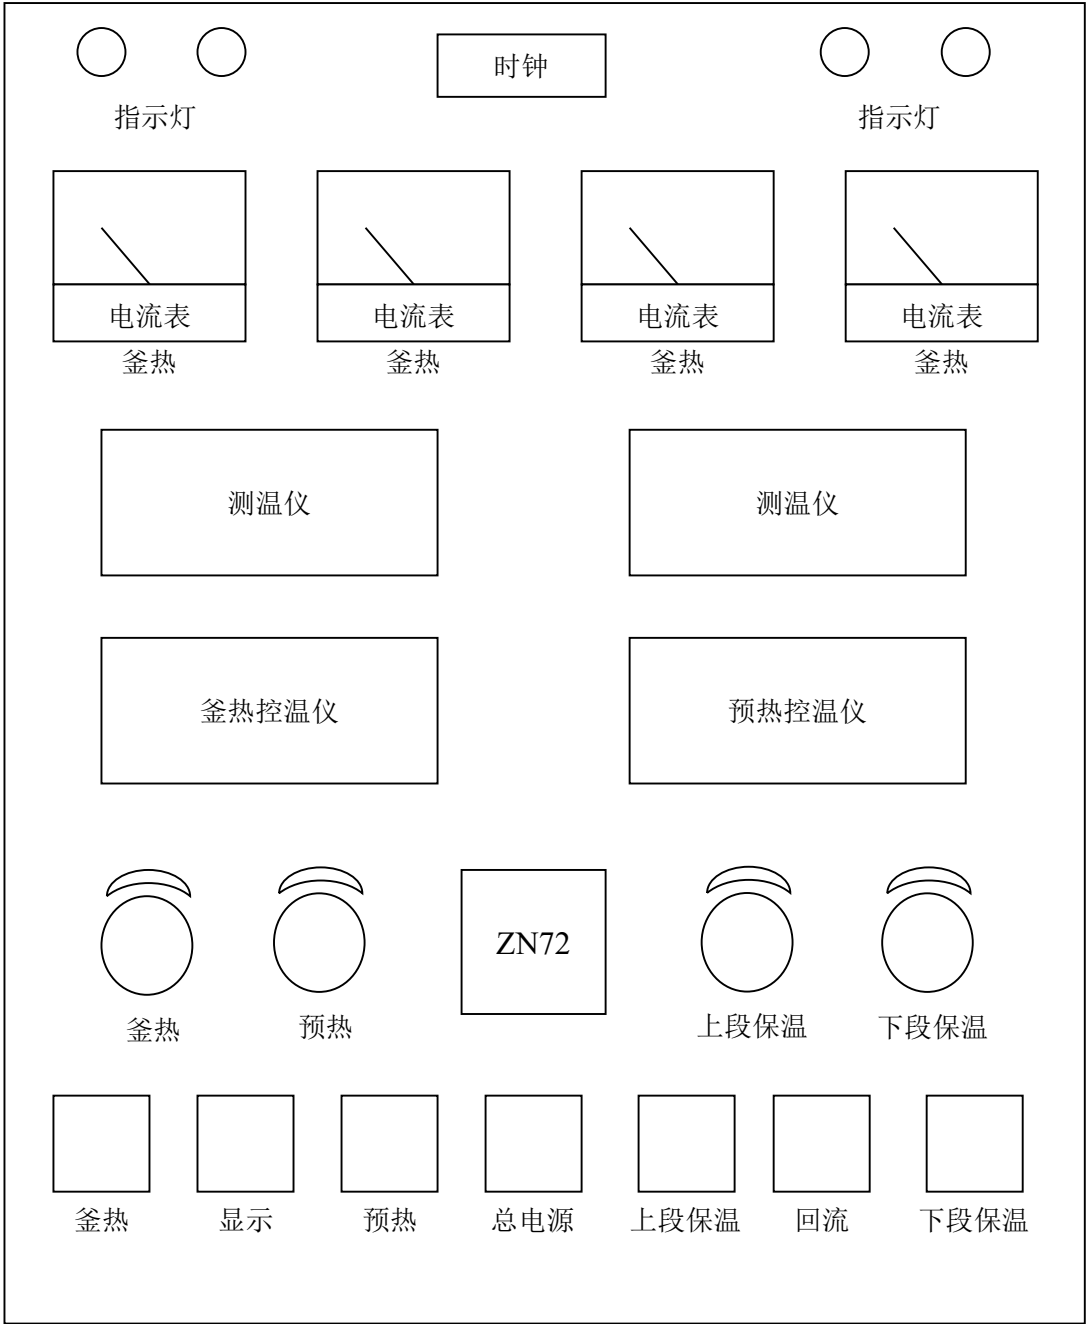 时钟
指示灯 指示灯
电流表 电流表 电流表 电流表
釜热 釜热 釜热 釜热
测温仪 测温仪
釜热控温仪 预热控温仪
ZN72
釜热 预热 上段保温 下段保温
釜热 显示 预热 总电源 上段保温 回流 下段保温